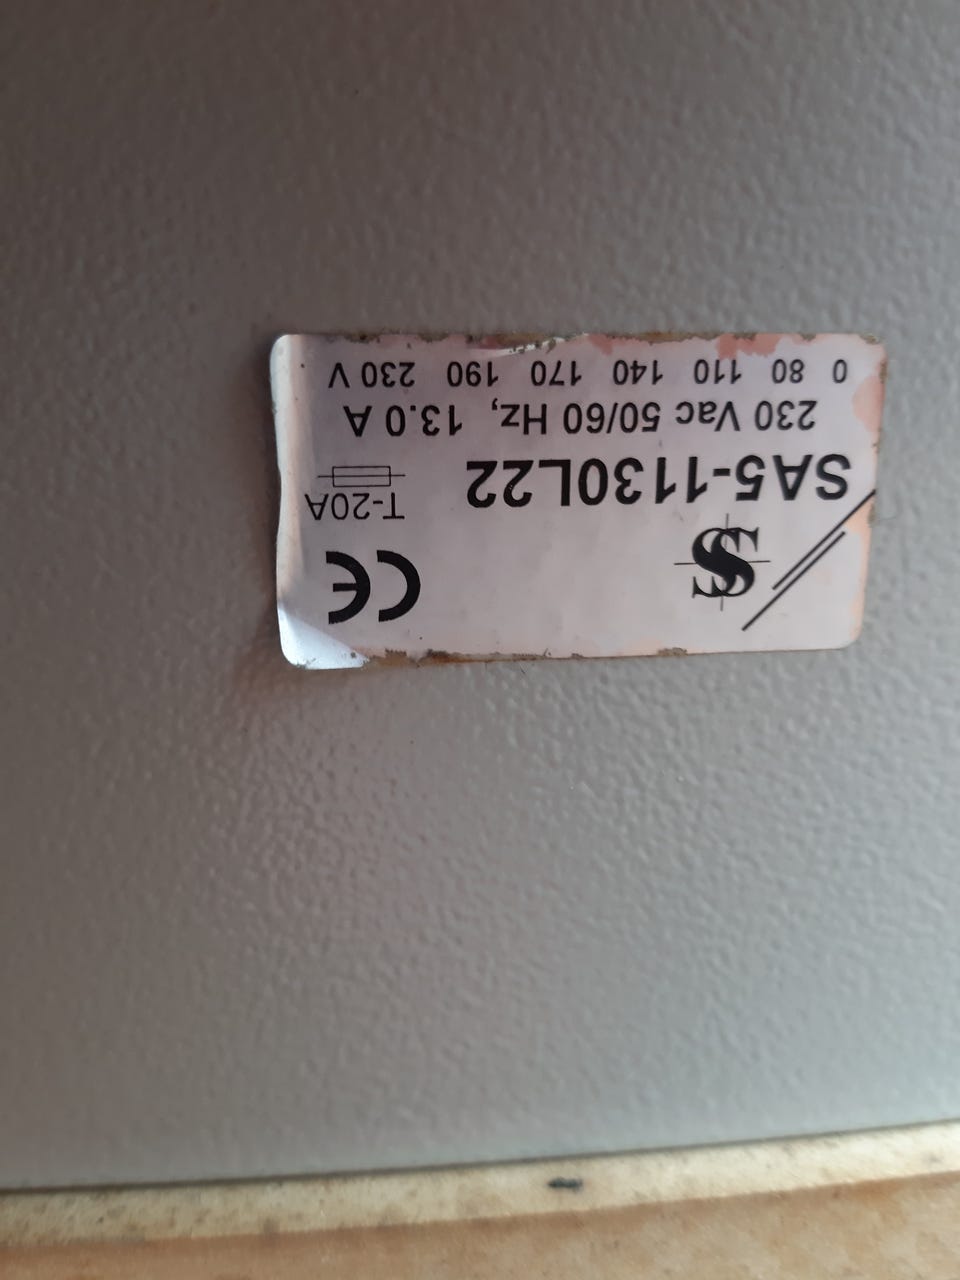 CE
T-20A
SA5-1130L22
230 Vac 50/60 Hz, 13.0 A
0 80 110 140 170 190 230 V